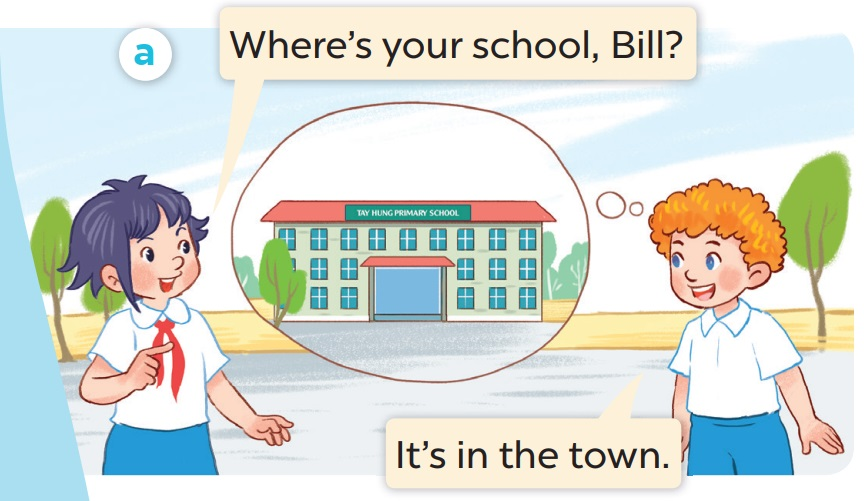 a
Where’s your school, Bill?
TAY HUNG PRIMARY SCHOOL
It’s in the town.